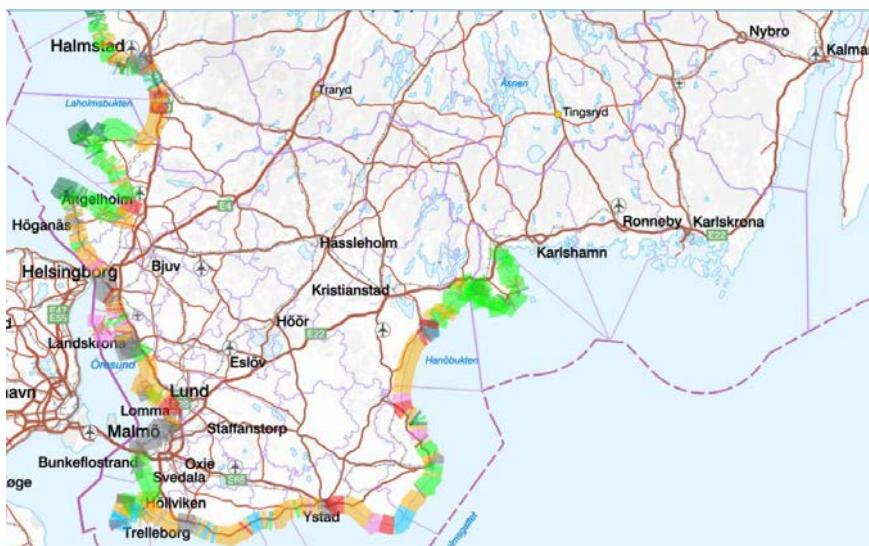 Nybro
Halmstad
Kalma
Laholmsbukten
Traryd
Åsnen
Tingsryd
Ängelholm
E4
Höganäs
Ronneby
Karlskrona
E22
Hässleholm
Karlshamn
Bjuv
Helsingborg
Kristianstad
E47
E55
Höör
E22
Landskrona
Hanöbukten
Öresund
Eslöv
Lund
havn
Lomma
Staffanstorp
Malmö
Bunkeflostrand
Oxie
Svedala
E65
øge
Höllviken
Ystad
Trelleborg